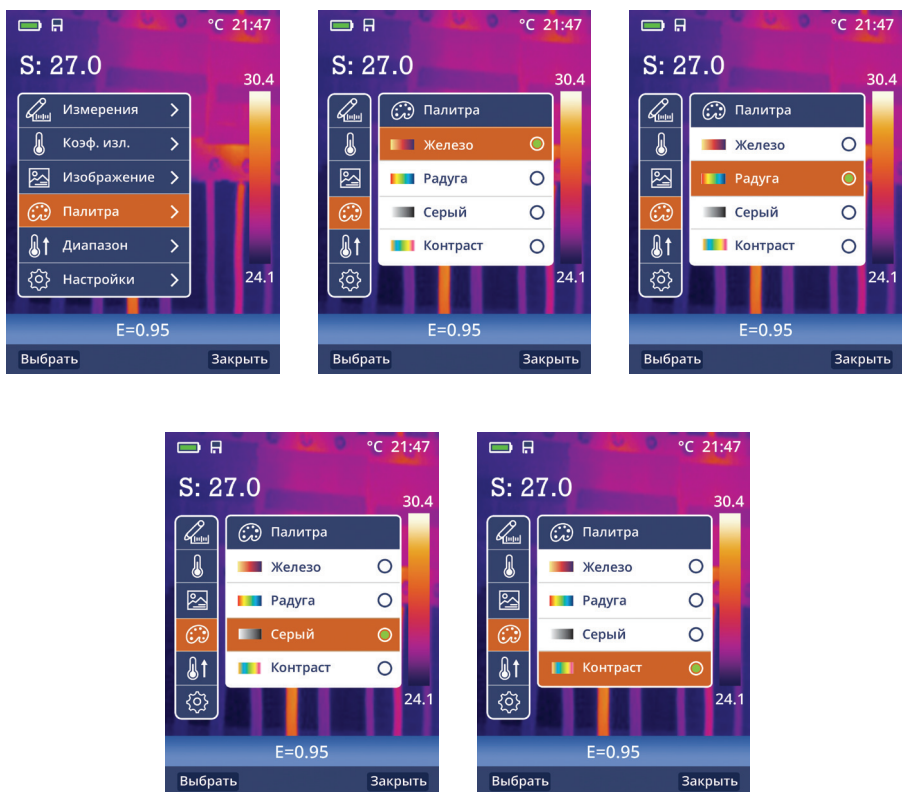 °C 21:47
S: 27.0
30.4
Измерения
Коэф. изл.
Изображение
Палитра
Диапазон
Настройки
24.1
E=0.95
Выбрать Закрыть
°C 21:47
S: 27.0
30.4
Палитра
Железо
Радуга
Серый
Контраст
24.1
E=0.95
Выбрать Закрыть
°C 21:47
S: 27.0
30.4
Палитра
Железо
Радуга
Серый
Контраст
24.1
E=0.95
Выбрать Закрыть
°C 21:47
S: 27.0
30.4
Палитра
Железо
Радуга
Серый
Контраст
24.1
E=0.95
Выбрать Закрыть
°C 21:47
S: 27.0
30.4
Палитра
Железо
Радуга
Серый
Контраст
24.1
E=0.95
Выбрать Закрыть